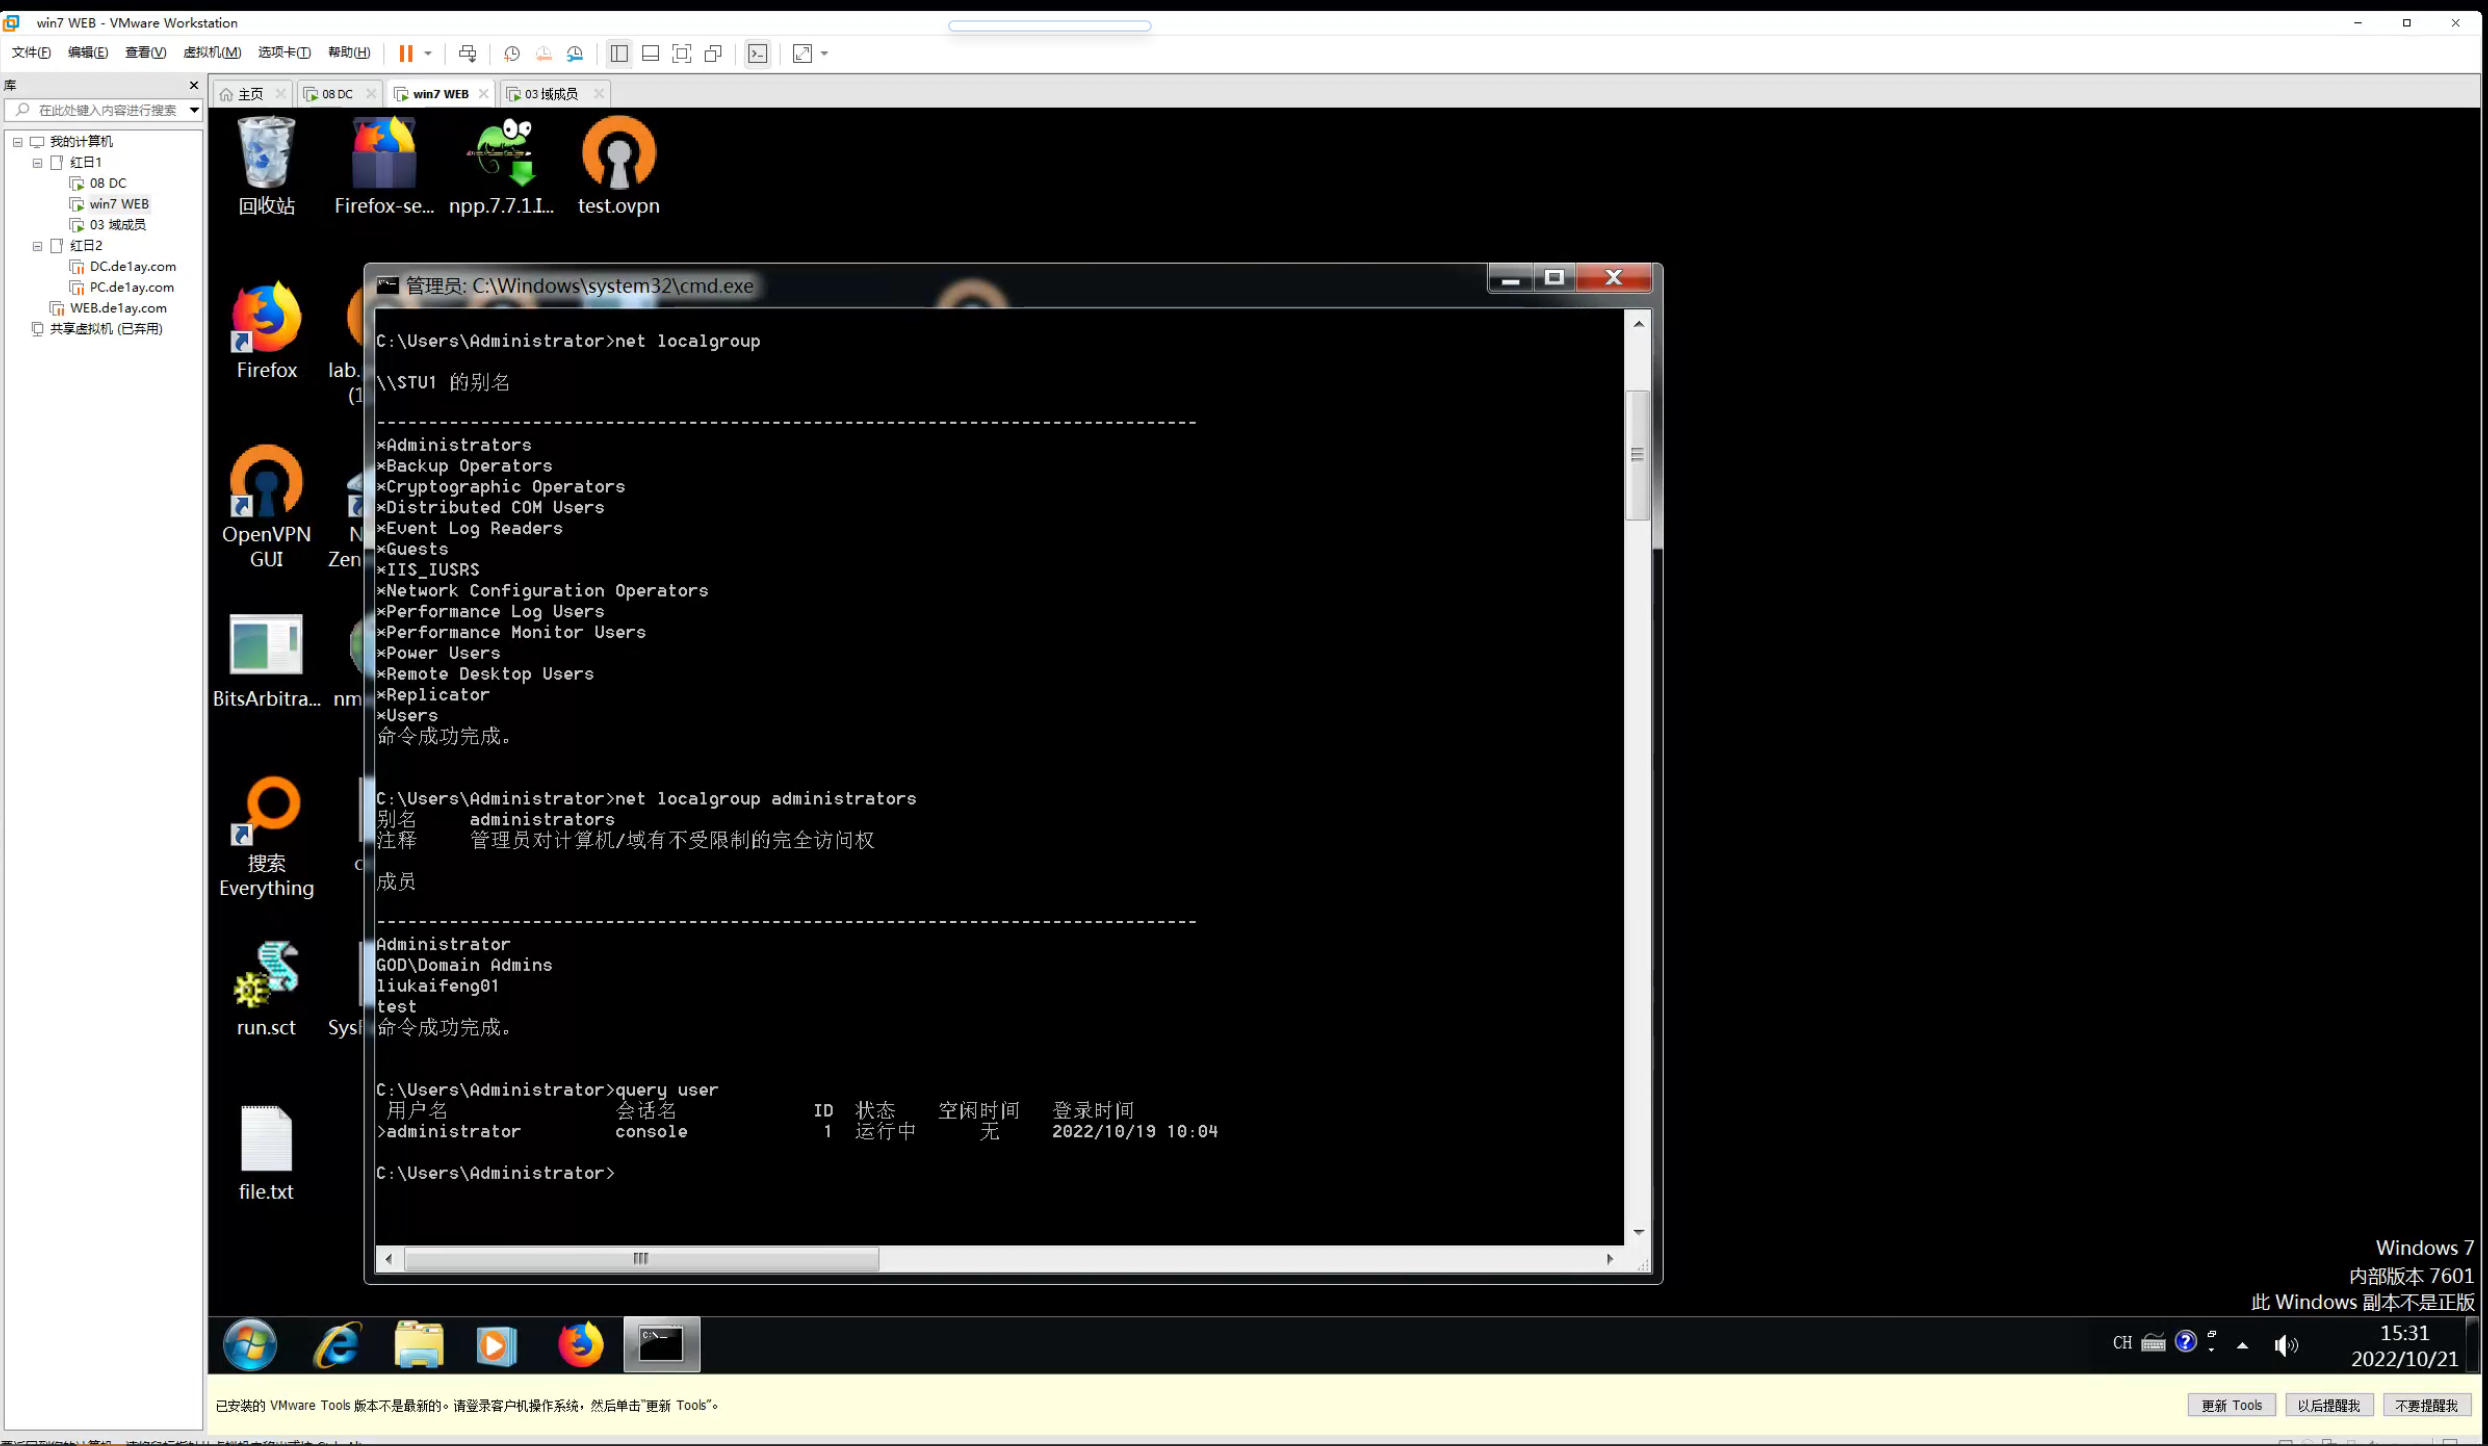 win7 WEB - VMware Workstation
文件(F) 编辑(E) 查看(V) 虚拟机(M) 选项卡(T) 帮助(H)
库
在此处键入内容进行搜索
我的计算机
红日1
08 DC
win7 WEB
03 域成员
红日2
DC.de1ay.com
PC.de1ay.com
WEB.de1ay.com
共享虚拟机 (已弃用)
主页 08 DC win7 WEB 03 域成员
回收站 Firefox-se... npp.7.7.1.I... test.ovpn
Firefox lab.
(1
OpenVPN N
GUI Zen
BitsArbitra... nm
搜索 c
Everything
run.sct Sys
file.txt
管理员: C:\Windows\system32\cmd.exe
C:\Users\Administrator>net localgroup
\\STU1 的别名
-------------------------------------------------------------------------------
*Administrators
*Backup Operators
*Cryptographic Operators
*Distributed COM Users
*Event Log Readers
*Guests
*IIS_IUSRS
*Network Configuration Operators
*Performance Log Users
*Performance Monitor Users
*Power Users
*Remote Desktop Users
*Replicator
*Users
命令成功完成。
C:\Users\Administrator>net localgroup administrators
别名 administrators
注释 管理员对计算机/域有不受限制的完全访问权
成员
-------------------------------------------------------------------------------
Administrator
GOD\Domain Admins
liukaifeng01
test
命令成功完成。
C:\Users\Administrator>query user
用户名 会话名 ID 状态 空闲时间 登录时间
>administrator console 1 运行中 无 2022/10/19 10:04
C:\Users\Administrator>
Windows 7
内部版本 7601
此 Windows 副本不是正版
CH
15:31
2022/10/21
已安装的 VMware Tools 版本不是最新的。请登录客户机操作系统，然后单击"更新 Tools"。
更新 Tools 以后提醒我 不要提醒我